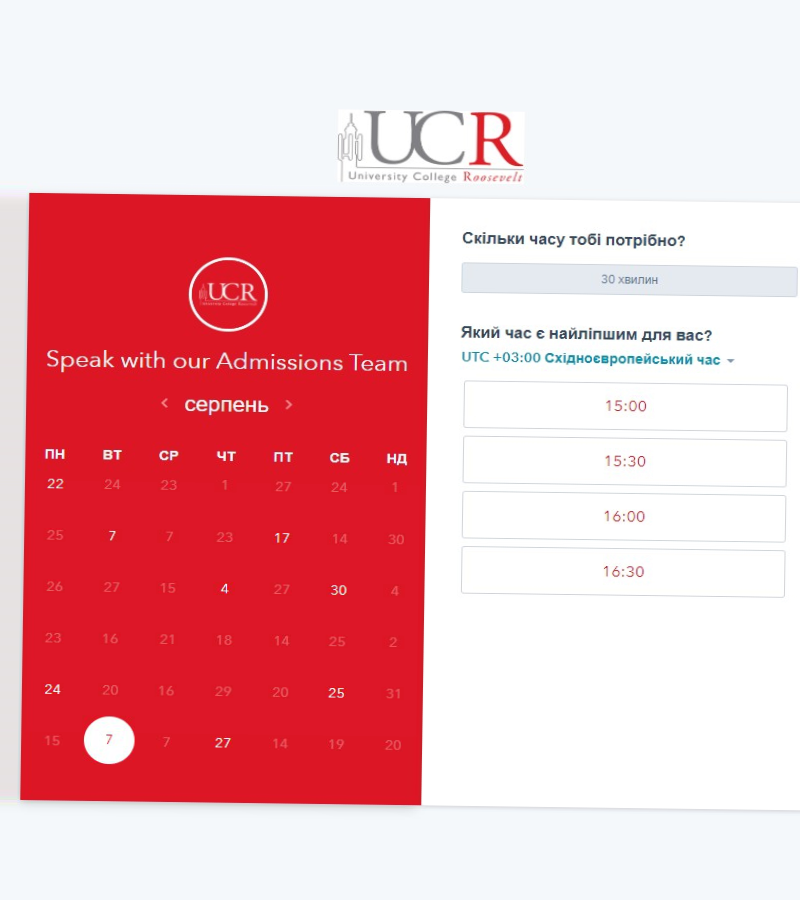 UCR
University College Roosevelt
UCR
Speak with our Admissions Team
серпень
ПН ВТ СР ЧТ ПТ СБ НД
22 24 23 1 27 24 1
25 7 7 23 17 14 30
26 27 15 4 27 30 4
23 16 21 18 14 25 2
24 20 16 29 20 25 31
15 7 7 27 14 19 20
Скільки часу тобі потрібно?
30 хвилин
Який час є найліпшим для вас?
UTC +03:00 Східноєвропейський час
15:00
15:30
16:00
16:30